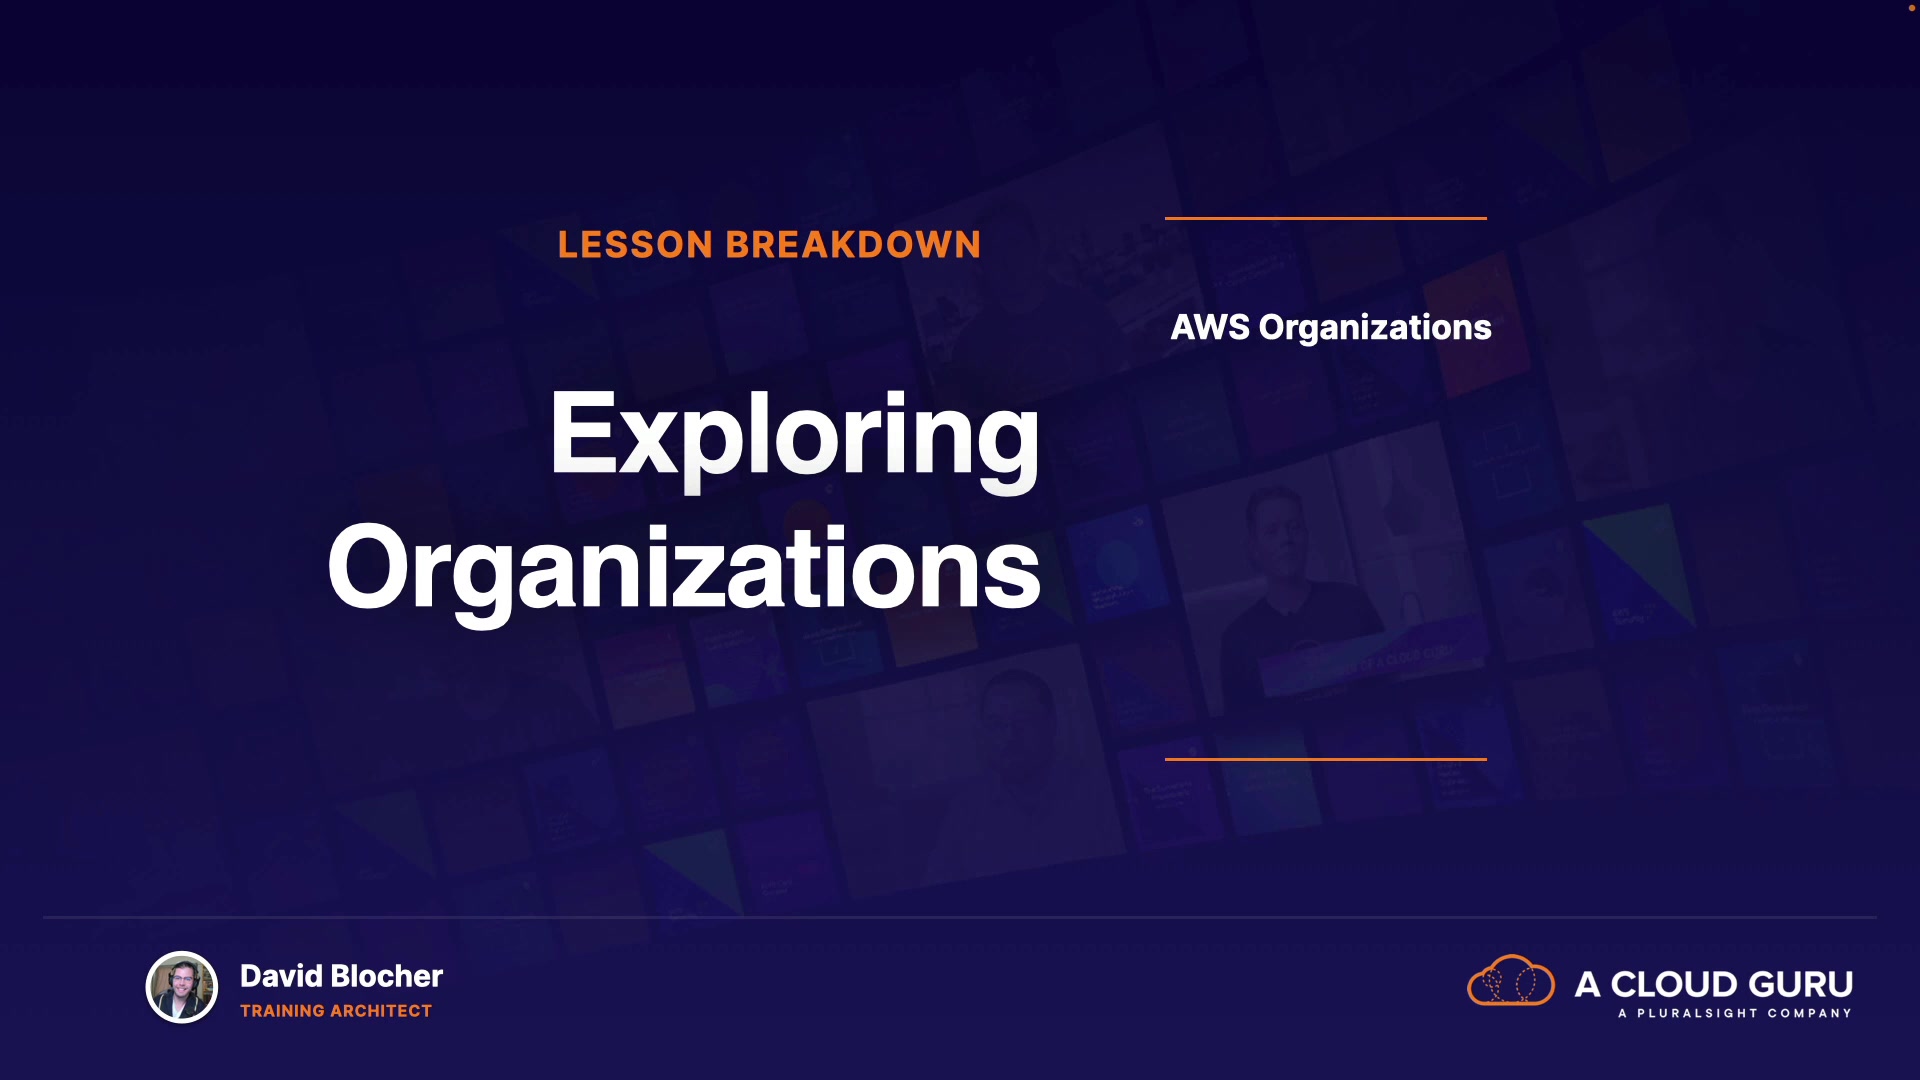 LESSON BREAKDOWN
Exploring
Organizations
AWS Organizations
David Blocher
TRAINING ARCHITECT
A CLOUD GURU
A PLURALSIGHT COMPANY